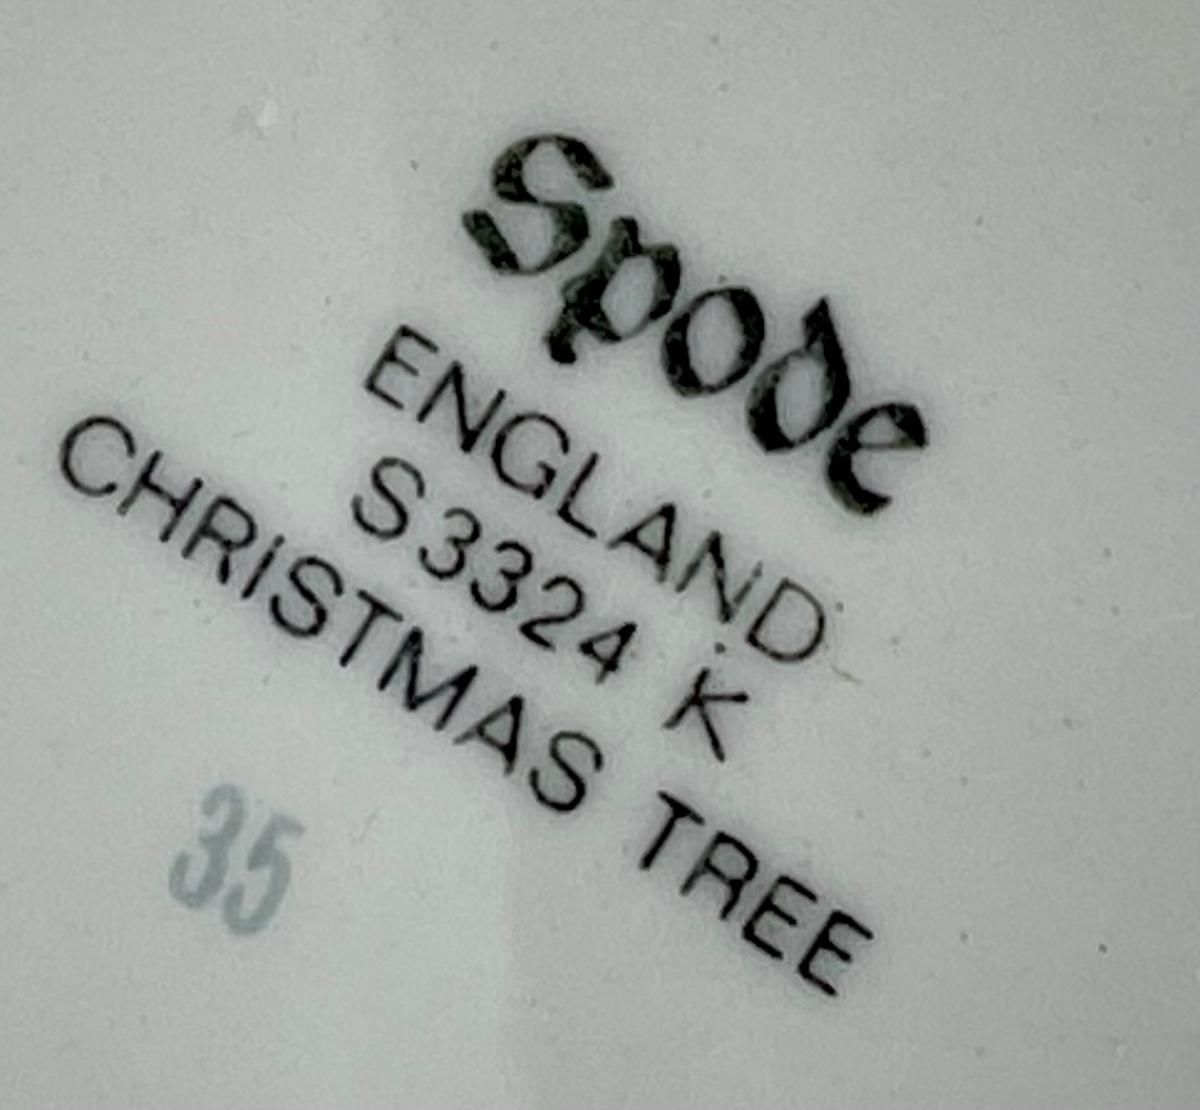 Spode
ENGLAND
S3324 K
CHRISTMAS TREE
35